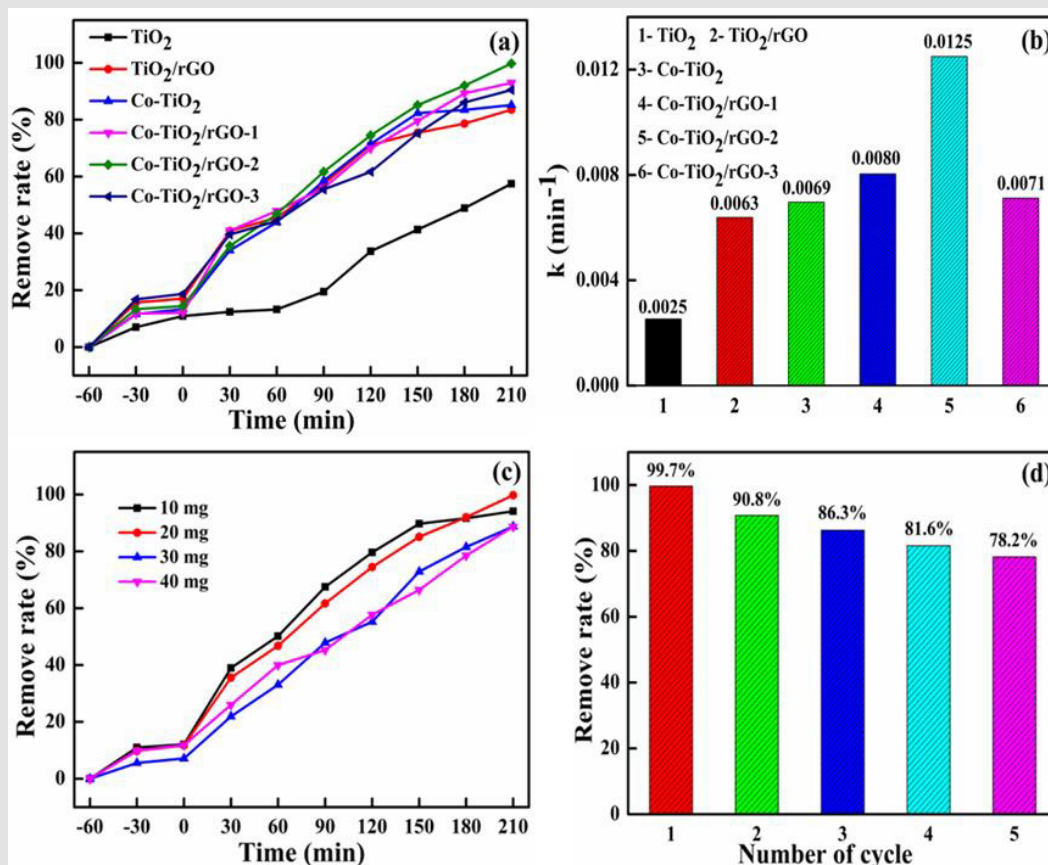 (a)
TiO2
TiO2/rGO
Co-TiO2
Co-TiO2/rGO-1
Co-TiO2/rGO-2
Co-TiO2/rGO-3
Remove rate (%)
100
80
60
40
20
0
-60 -30 0 30 60 90 120 150 180 210
Time (min)
(b)
1- TiO2 2- TiO2/rGO
3- Co-TiO2
4- Co-TiO2/rGO-1
5- Co-TiO2/rGO-2
6- Co-TiO2/rGO-3
k (min-1)
0.012
0.008
0.004
0.000
0.0025
0.0063
0.0069
0.0080
0.0125
0.0071
1 2 3 4 5 6
(c)
10 mg
20 mg
30 mg
40 mg
Remove rate (%)
100
80
60
40
20
0
-60 -30 0 30 60 90 120 150 180 210
Time (min)
(d)
Remove rate (%)
100
80
60
40
20
0
99.7%
90.8%
86.3%
81.6%
78.2%
1 2 3 4 5
Number of cycle